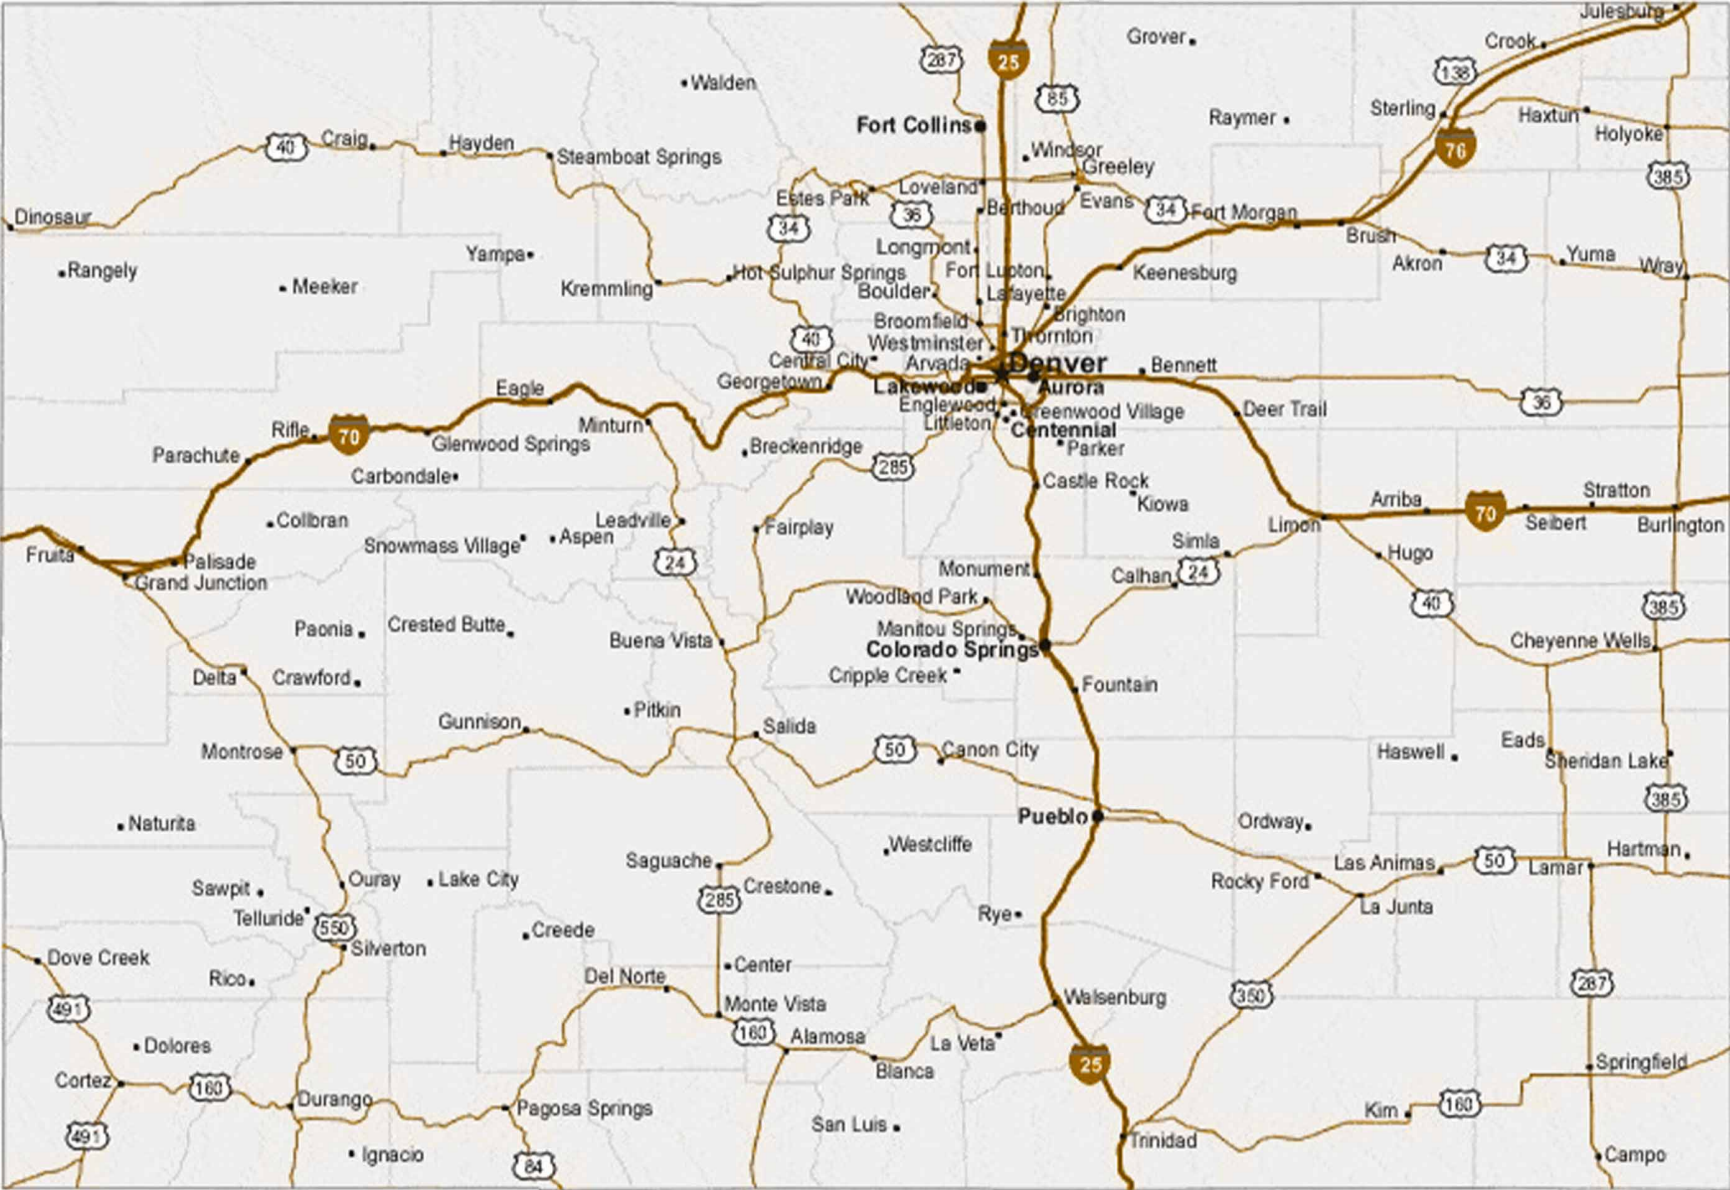 Julesburg
Grover
Crook
287
25
138
Walden
85
Sterling
Haxtun
Fort Collins
Raymer
Holyoke
Craig
40
Hayden
Windsor
76
Steamboat Springs
Greeley
385
Loveland
Estes Park
Evans
34
Fort Morgan
Dinosaur
36
Berthoud
34
Brush
Longmont
Yampa
Akron
34
Yuma
Wray
Rangely
Meeker
Hot Sulphur Springs
Fort Lupton
Keenesburg
Kremmling
Boulder
Lafayette
Broomfield
Brighton
40
Westminster
Thornton
Central City
Arvada
Denver
Bennett
Georgetown
Lakewood
Aurora
Eagle
36
Englewood
Greenwood Village
Deer Trail
Minturn
Littleton
Centennial
Rifle
70
Glenwood Springs
Breckenridge
Parker
Parachute
285
Carbondale
Castle Rock
Kiowa
Stratton
Arriba
70
Collbran
Leadville
Fairplay
Limon
Seibert
Burlington
Snowmass Village
Aspen
Simla
Fruita
Palisade
24
Hugo
Grand Junction
Monument
Calhan
24
Woodland Park
40
385
Paonia
Crested Butte
Buena Vista
Manitou Springs
Colorado Springs
Cheyenne Wells
Delta
Crawford
Cripple Creek
Fountain
Pitkin
Gunnison
Salida
Montrose
50
50
Canon City
Haswell
Eads
Sheridan Lake
385
Naturita
Pueblo
Ordway
Westcliffe
Saguache
Las Animas
50
Hartman
Lamar
Sawpit
Ouray
Lake City
Crestone
Rocky Ford
285
La Junta
Telluride
550
Rye
Creede
Silverton
Dove Creek
Center
Rico
Del Norte
287
491
Monte Vista
Walsenburg
350
160
Alamosa
Dolores
La Veta
25
Cortez
160
Blanca
Springfield
Durango
Pagosa Springs
Kim
160
491
San Luis
Trinidad
Ignacio
84
Campo